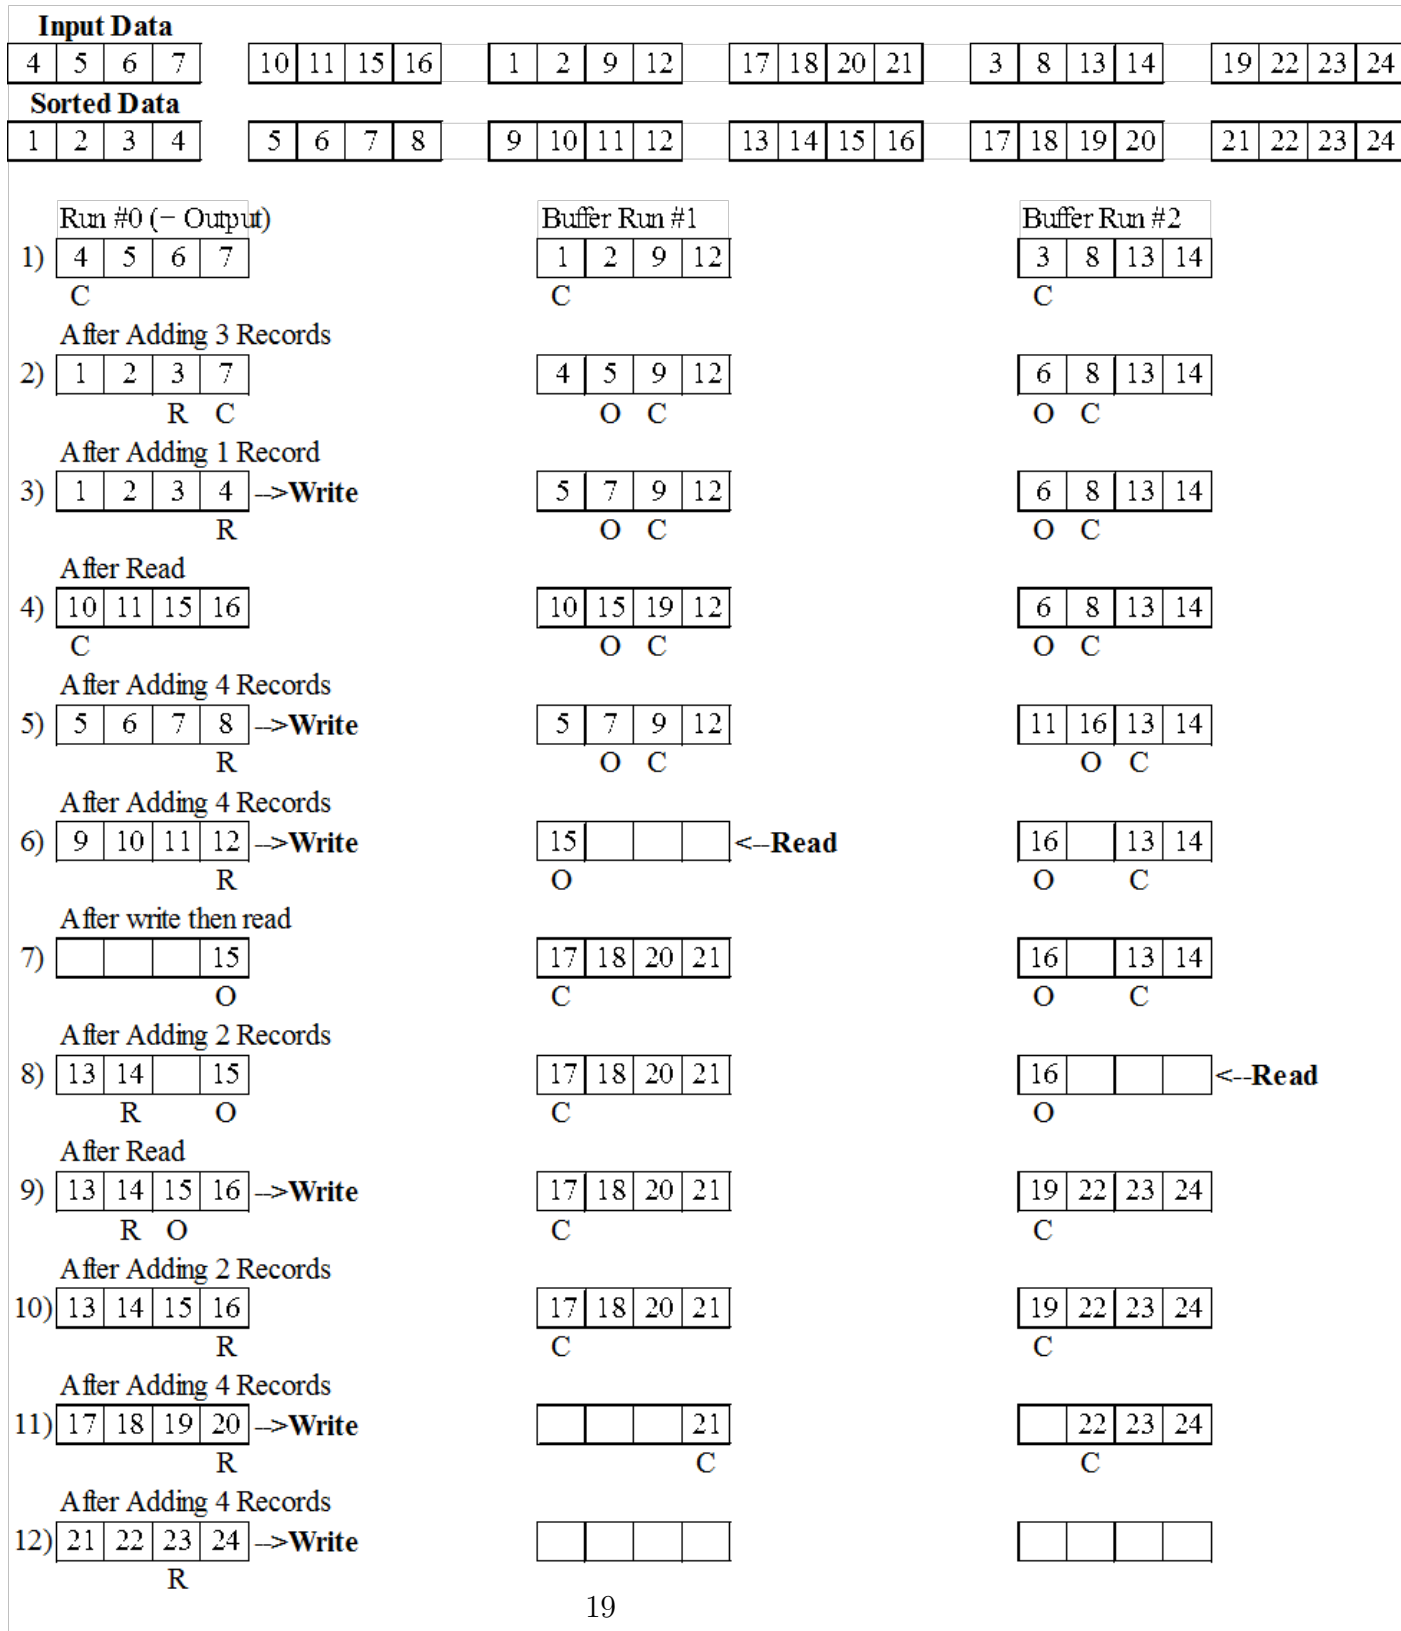 Input Data
4 5 6 7 10 11 15 16 1 2 9 12 17 18 20 21 3 8 13 14 19 22 23 24
Sorted Data
1 2 3 4 5 6 7 8 9 10 11 12 13 14 15 16 17 18 19 20 21 22 23 24
Run #0 (− Output) Buffer Run #1 Buffer Run #2
1) 4 5 6 7 1 2 9 12 3 8 13 14
C C C
After Adding 3 Records
2) 1 2 3 7 4 5 9 12 6 8 13 14
R C O C O C
After Adding 1 Record
3) 1 2 3 4 -->Write 5 7 9 12 6 8 13 14
R O C O C
After Read
4) 10 11 15 16 10 15 19 12 6 8 13 14
C O C O C
After Adding 4 Records
5) 5 6 7 8 -->Write 5 7 9 12 11 16 13 14
R O C O C
After Adding 4 Records
6) 9 10 11 12 -->Write 15 <--Read 16 13 14
R O O C
After write then read
7) 15 17 18 20 21 16 13 14
O C O C
After Adding 2 Records
8) 13 14 15 17 18 20 21 16 <--Read
R O C O
After Read
9) 13 14 15 16 -->Write 17 18 20 21 19 22 23 24
R O C C
After Adding 2 Records
10) 13 14 15 16 17 18 20 21 19 22 23 24
R C C
After Adding 4 Records
11) 17 18 19 20 -->Write 21 22 23 24
R C C
After Adding 4 Records
12) 21 22 23 24 -->Write
R
19